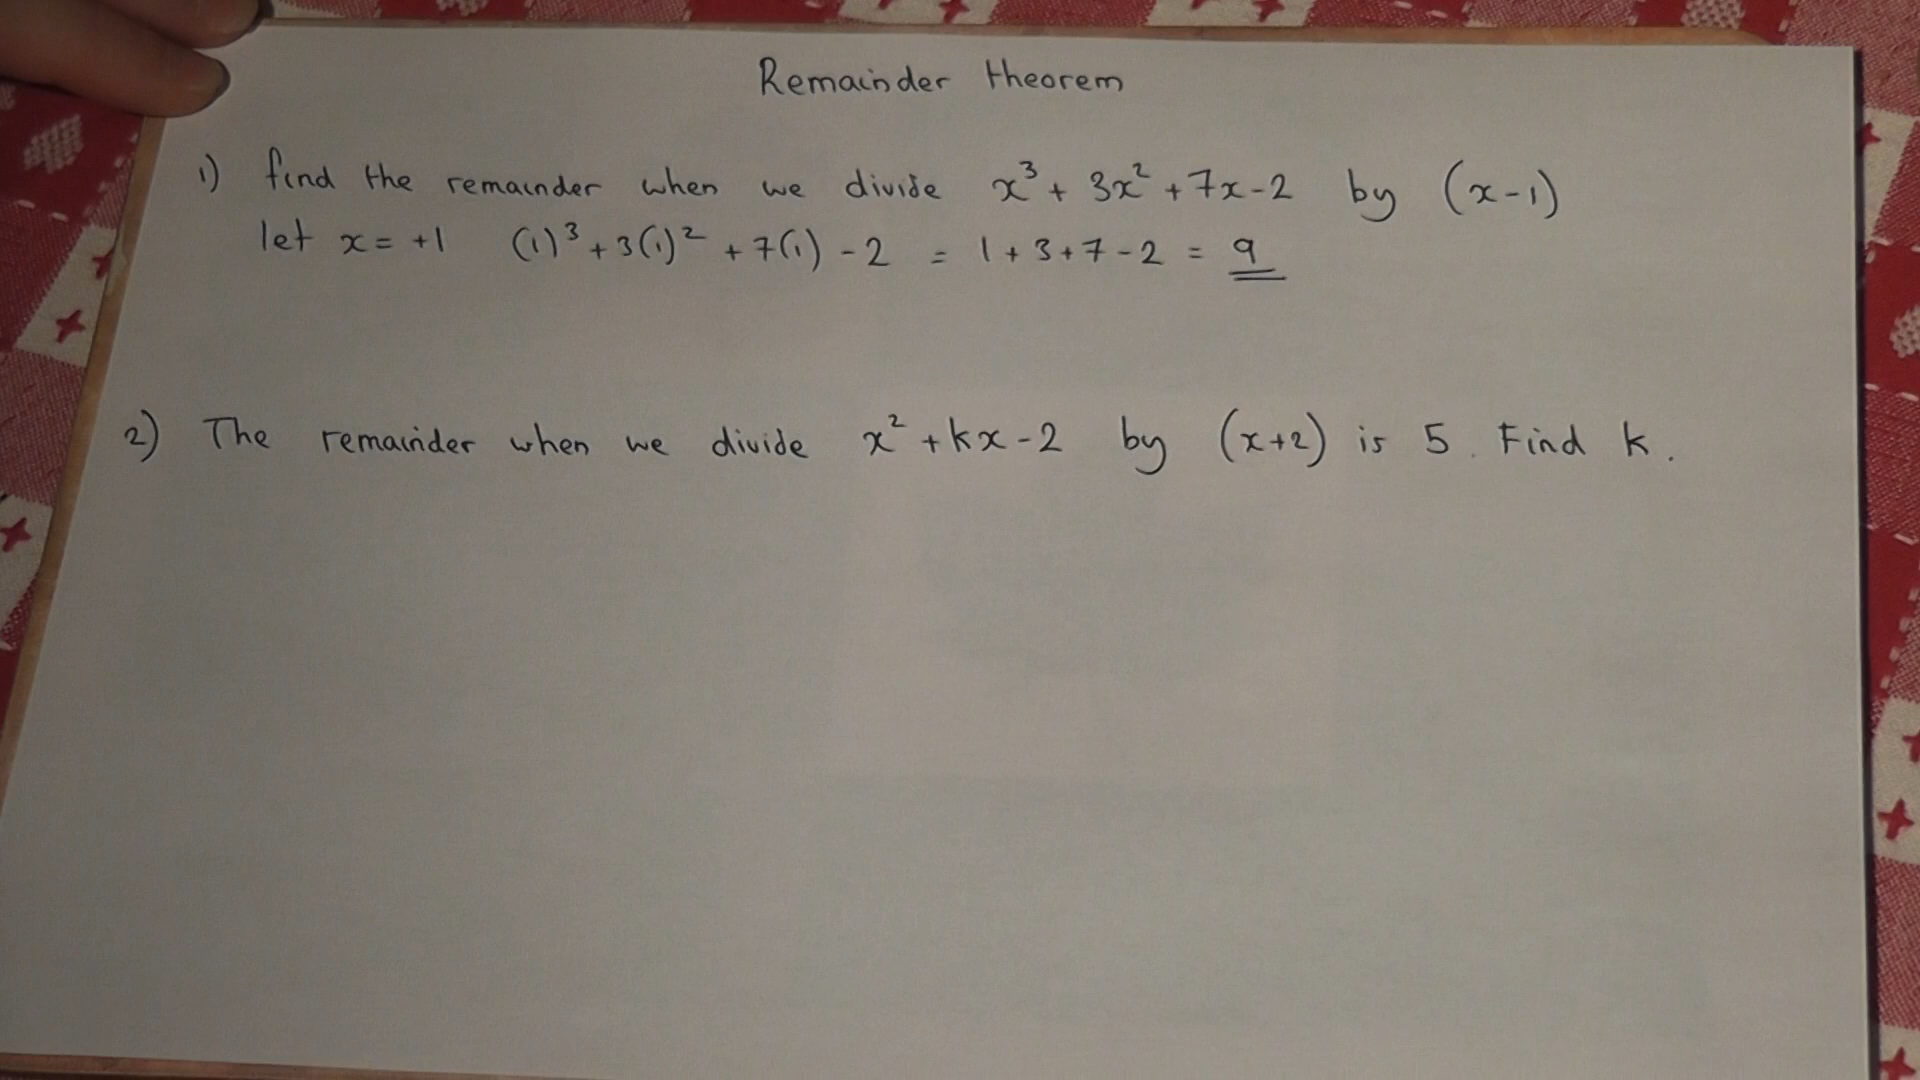 Remainder theorem
1) find the remainder when we divide x³ + 3x² + 7x - 2 by (x-1)
let x = +1 (1)³ + 3(1)² + 7(1) - 2 = 1 + 3 + 7 - 2 = 9
2) The remainder when we divide x² + kx - 2 by (x+2) is 5. Find k.